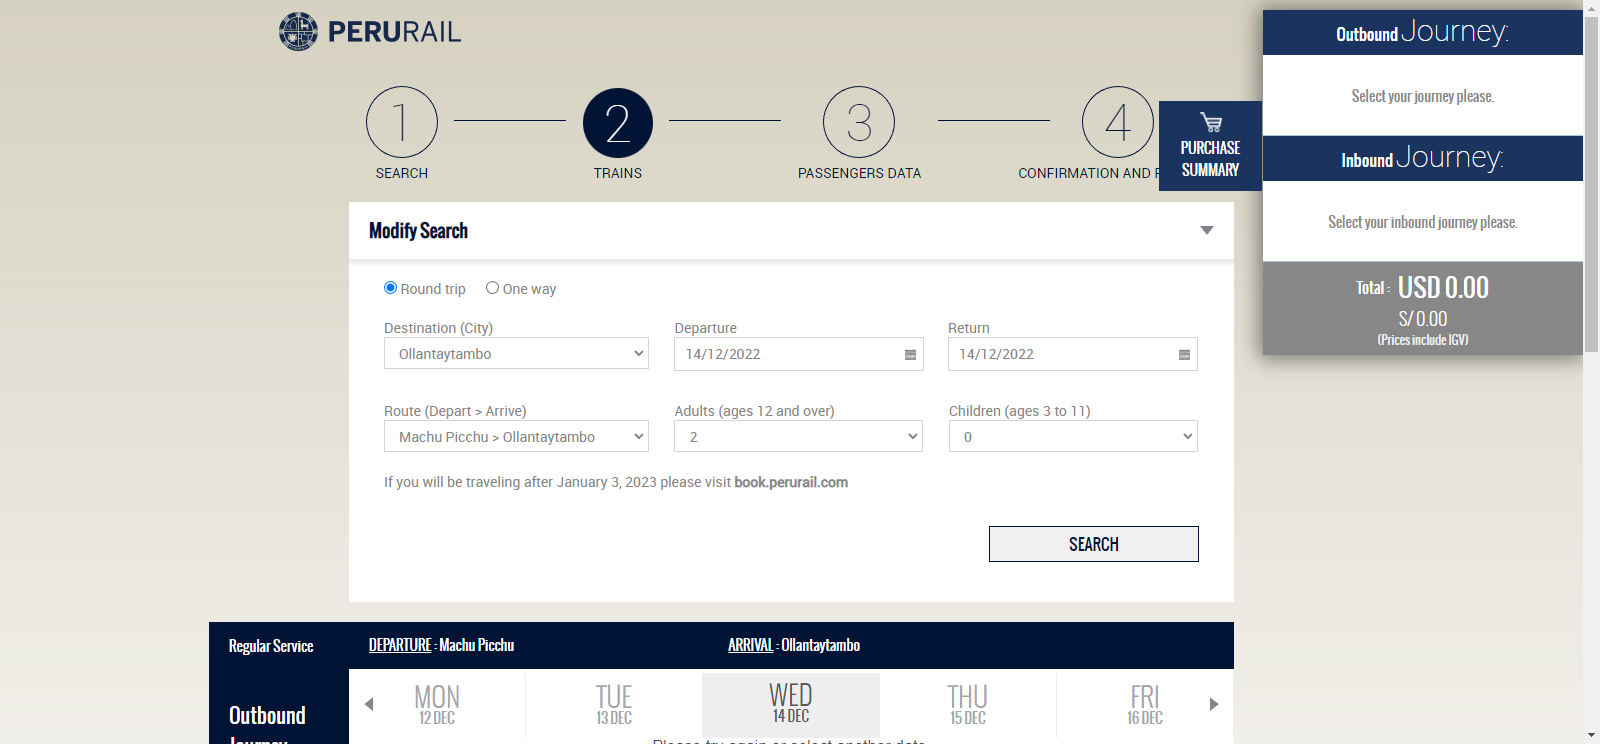 PERURAIL
1
2
3
4
SEARCH
TRAINS
PASSENGERS DATA
CONFIRMATION AND
PURCHASE
SUMMARY
Outbound Journey:
Select your journey please.
Inbound Journey:
Select your inbound journey please.
Total : USD 0.00
S/ 0.00
(Prices include IGV)
Modify Search
Round trip
One way
Destination (City)
Departure
Return
Ollantaytambo
14/12/2022
14/12/2022
Route (Depart > Arrive)
Adults (ages 12 and over)
Children (ages 3 to 11)
Machu Picchu > Ollantaytambo
2
0
If you will be traveling after January 3, 2023 please visit book.perurail.com
SEARCH
Regular Service
DEPARTURE : Machu Picchu
ARRIVAL : Ollantaytambo
Outbound
Journey
MON
12 DEC
TUE
13 DEC
WED
14 DEC
THU
15 DEC
FRI
16 DEC
Please try again or select another date